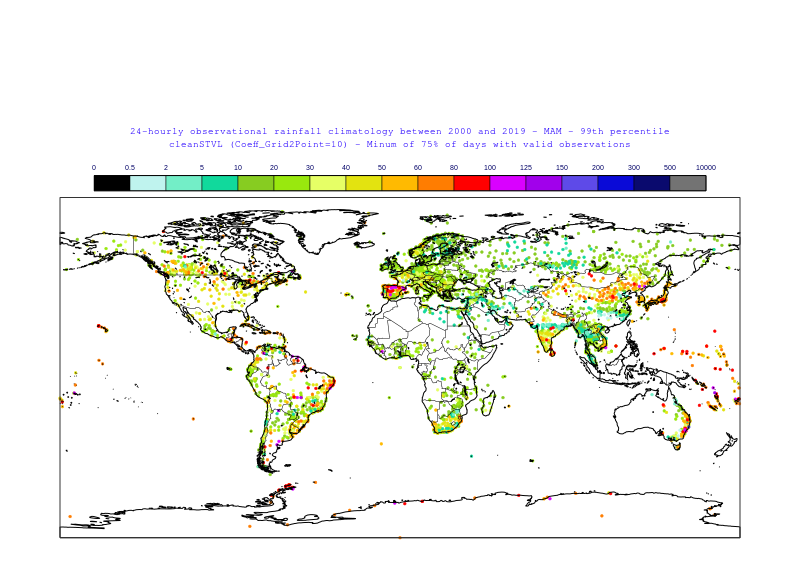 24-hourly observational rainfall climatology between 2000 and 2019 - MAM - 99th percentile
cleanSTVL (Coeff_Grid2Point=10) - Minum of 75% of days with valid observations
0 0.5 2 5 10 20 30 40 50 60 80 100 125 150 200 300 500 10000